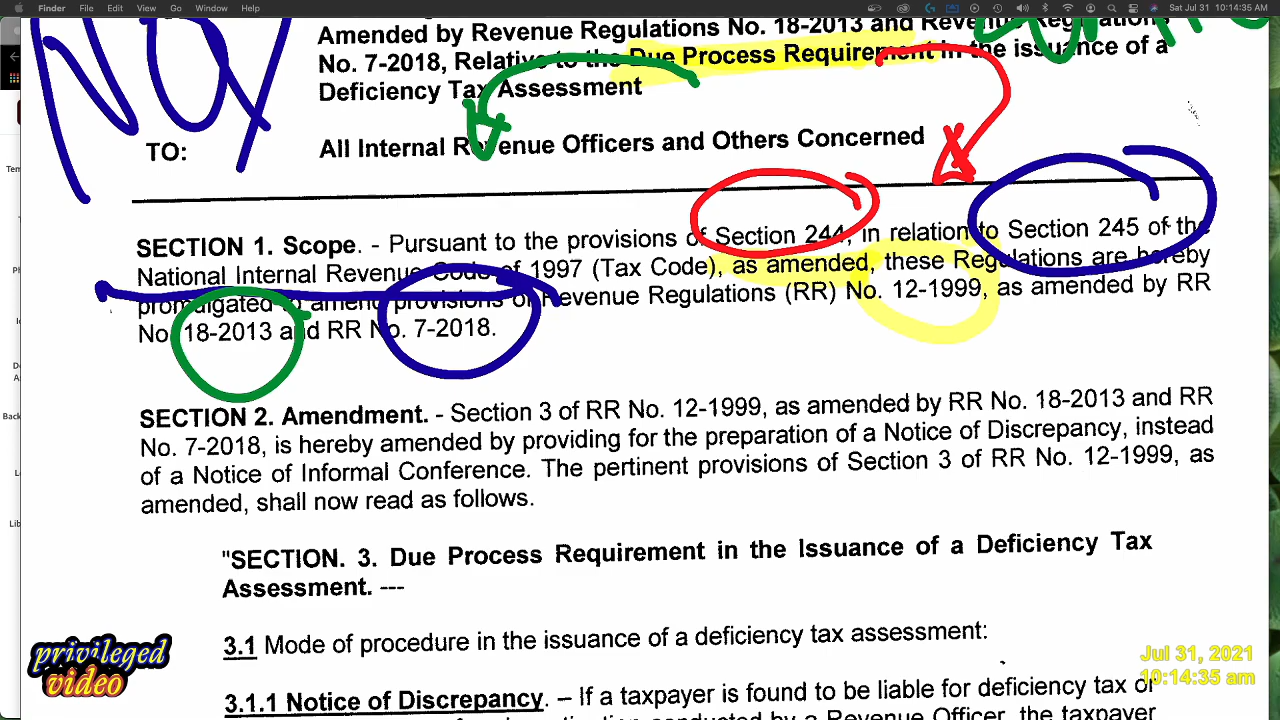 Finder File Edit View Go Window Help Sat Jul 31 10:14:35 AM
Amended by Revenue Regulations No. 18-2013 and Revenue Regulations
No. 7-2018, Relative to the Due Process Requirement in the issuance of a
Deficiency Tax Assessment
TO: All Internal Revenue Officers and Others Concerned
SECTION 1. Scope. - Pursuant to the provisions of Section 244, in relation to Section 245 of the
National Internal Revenue Code of 1997 (Tax Code), as amended, these Regulations are hereby
promulgated to amend provisions of Revenue Regulations (RR) No. 12-1999, as amended by RR
No. 18-2013 and RR No. 7-2018.
SECTION 2. Amendment. - Section 3 of RR No. 12-1999, as amended by RR No. 18-2013 and RR
No. 7-2018, is hereby amended by providing for the preparation of a Notice of Discrepancy, instead
of a Notice of Informal Conference. The pertinent provisions of Section 3 of RR No. 12-1999, as
amended, shall now read as follows.
"SECTION. 3. Due Process Requirement in the Issuance of a Deficiency Tax
Assessment. ---
3.1 Mode of procedure in the issuance of a deficiency tax assessment:
3.1.1 Notice of Discrepancy. – If a taxpayer is found to be liable for deficiency tax or
conducted by a Revenue Officer, the taxpayer
privileged
video
Jul 31, 2021
10:14:35 am